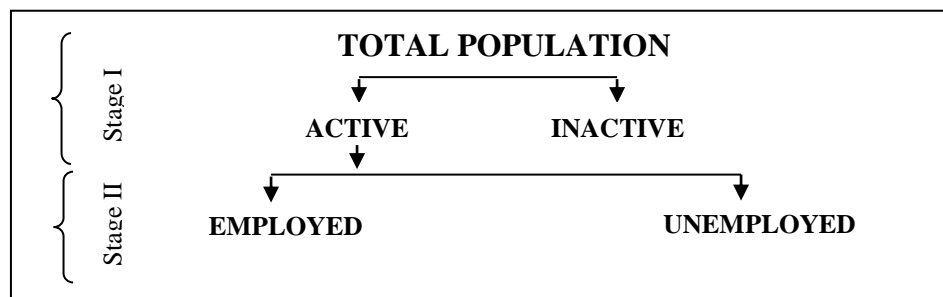 TOTAL POPULATION
Stage I
ACTIVE INACTIVE
Stage II
EMPLOYED UNEMPLOYED